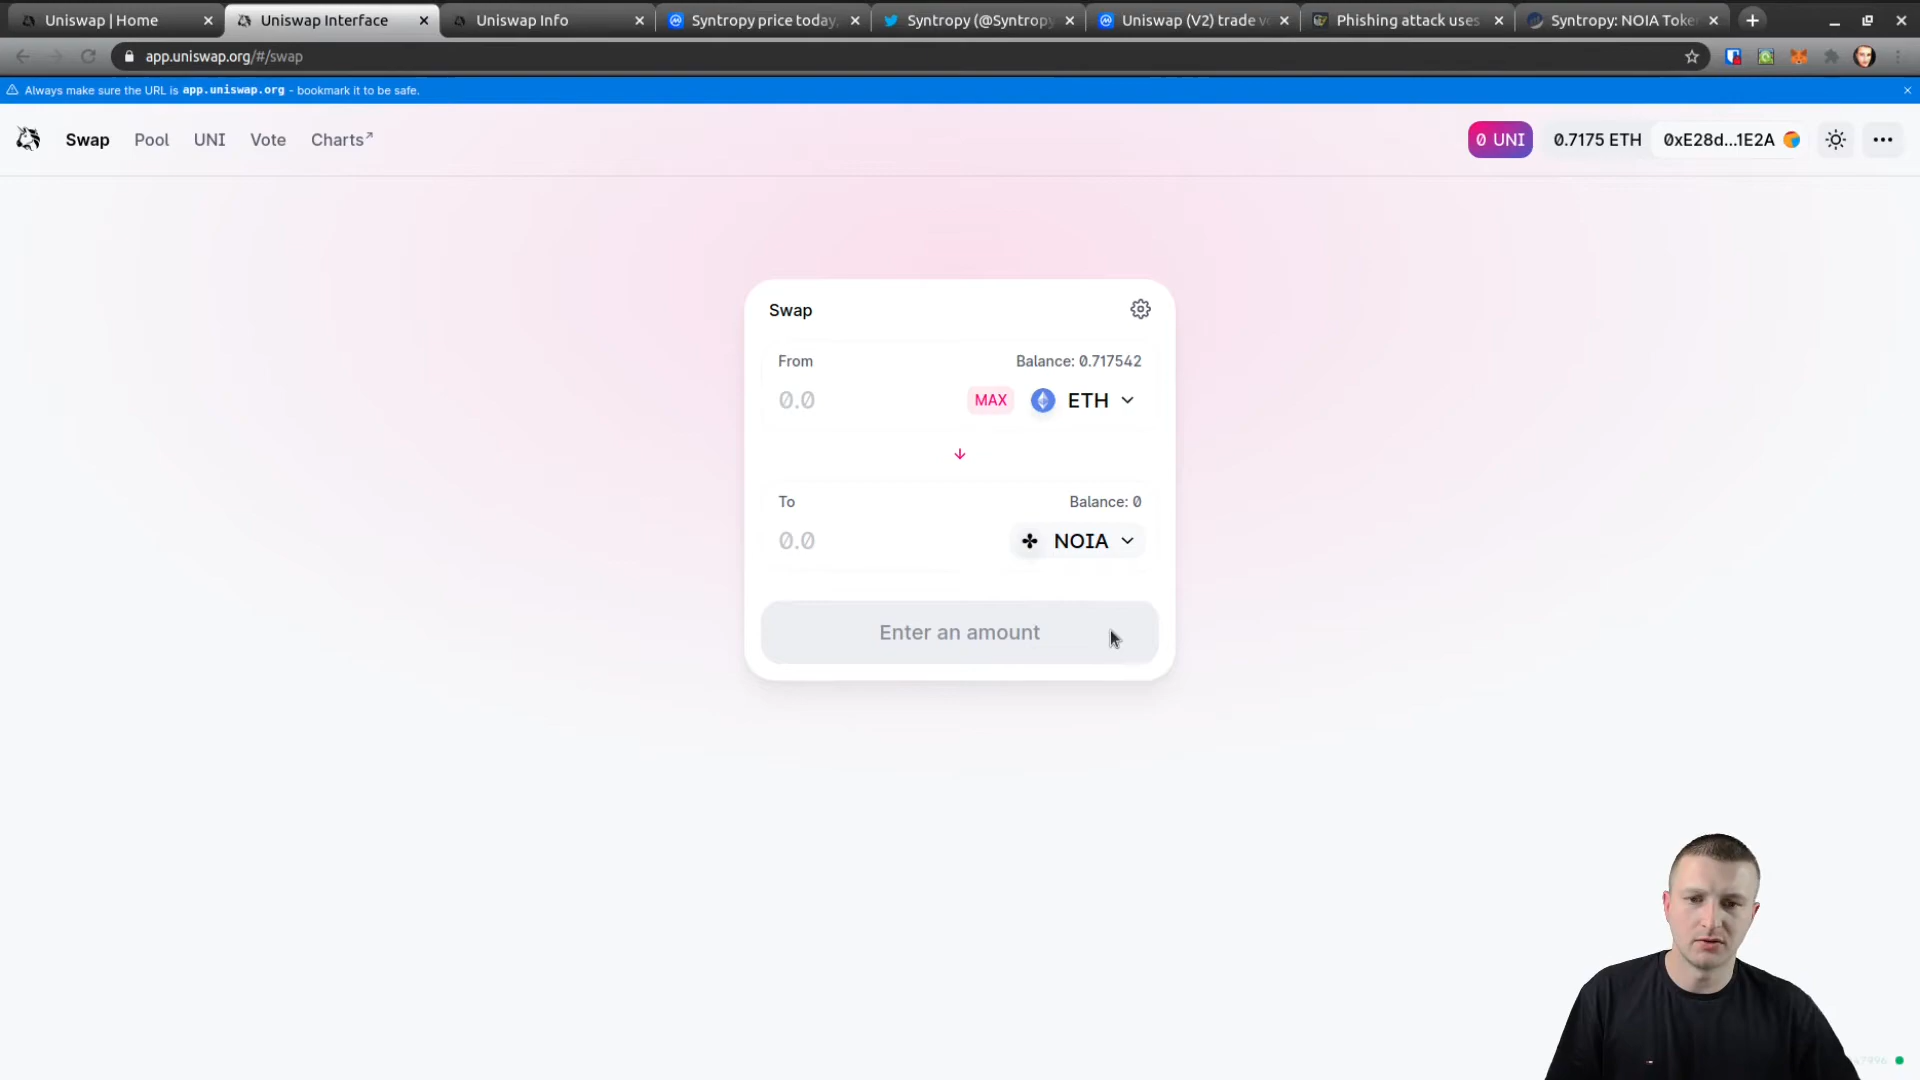 Uniswap | Home
Uniswap Interface
Uniswap Info
Syntropy price today,
Syntropy (@Syntropy
Uniswap (V2) trade vo
Phishing attack uses
Syntropy: NOIA Token
app.uniswap.org/#/swap
Always make sure the URL is app.uniswap.org - bookmark it to be safe.
Swap
Pool
UNI
Vote
Charts↗
0 UNI
0.7175 ETH
0xE28d...1E2A
Swap
From
Balance: 0.717542
0.0
MAX
ETH
To
Balance: 0
0.0
NOIA
Enter an amount